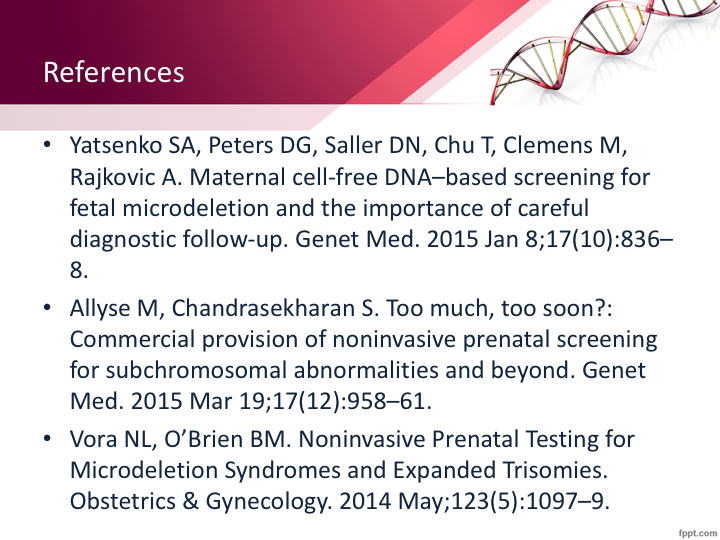 References
• Yatsenko SA, Peters DG, Saller DN, Chu T, Clemens M,
Rajkovic A. Maternal cell-free DNA–based screening for
fetal microdeletion and the importance of careful
diagnostic follow-up. Genet Med. 2015 Jan 8;17(10):836–
8.
• Allyse M, Chandrasekharan S. Too much, too soon?:
Commercial provision of noninvasive prenatal screening
for subchromosomal abnormalities and beyond. Genet
Med. 2015 Mar 19;17(12):958–61.
• Vora NL, O’Brien BM. Noninvasive Prenatal Testing for
Microdeletion Syndromes and Expanded Trisomies.
Obstetrics & Gynecology. 2014 May;123(5):1097–9.
fppt.com